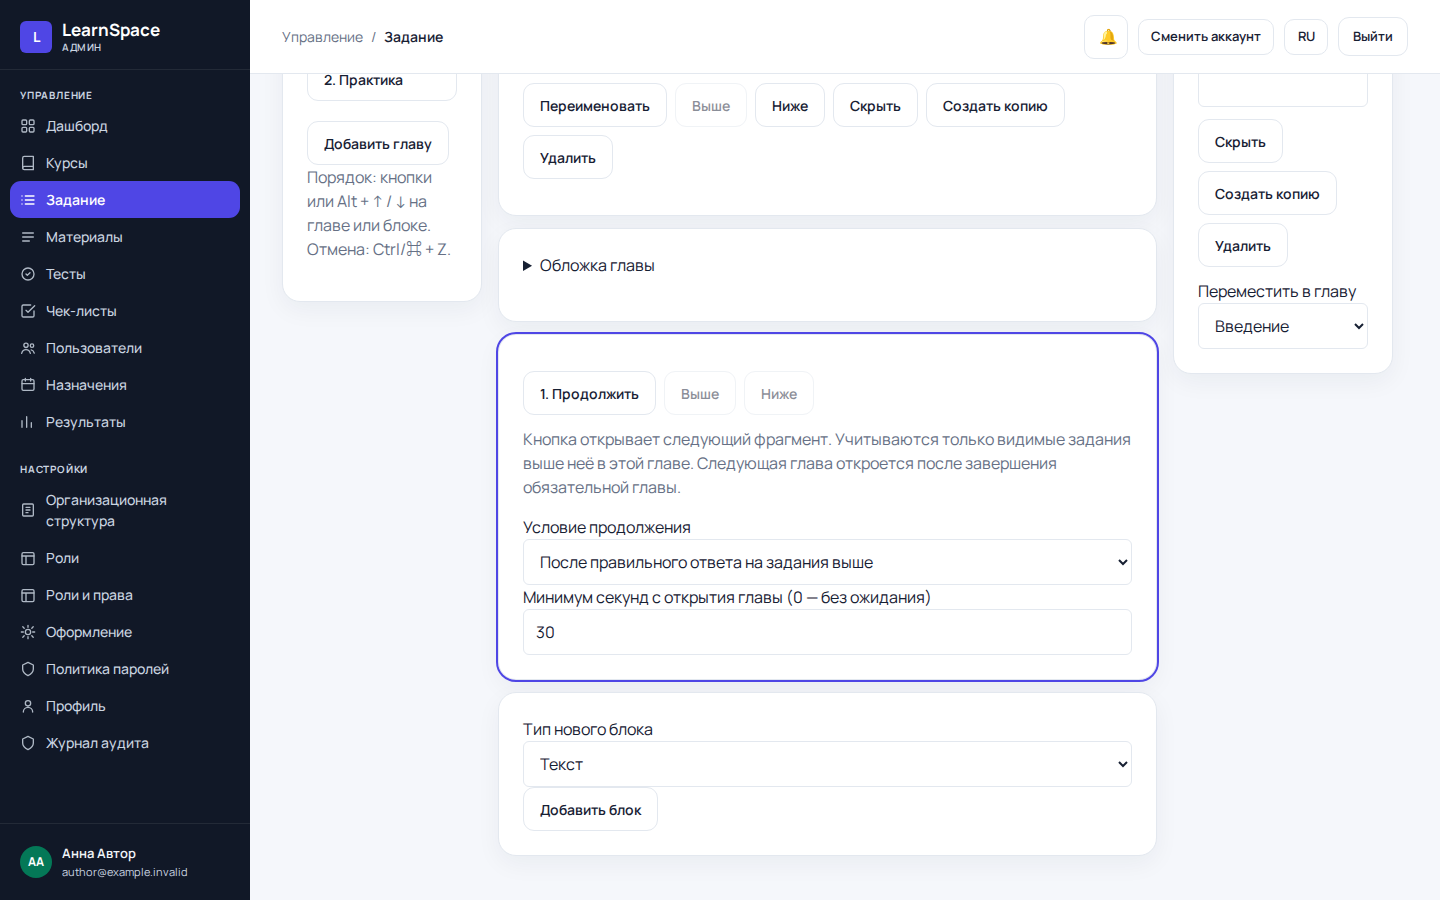 L
LearnSpace
АДМИН
УПРАВЛЕНИЕ
Дашборд
Курсы
Задание
Материалы
Тесты
Чек-листы
Пользователи
Назначения
Результаты
НАСТРОЙКИ
Организационная
структура
Роли
Роли и права
Оформление
Политика паролей
Профиль
Журнал аудита
АА
Анна Автор
author@example.invalid
Управление / Задание
Сменить аккаунт
RU
Выйти
2. Практика
Добавить главу
Порядок: кнопки
или Alt + ↑ / ↓ на
главе или блоке.
Отмена: Ctrl/⌘ + Z.
Переименовать
Выше
Ниже
Скрыть
Создать копию
Удалить
Обложка главы
1. Продолжить
Выше
Ниже
Кнопка открывает следующий фрагмент. Учитываются только видимые задания
выше неё в этой главе. Следующая глава откроется после завершения
обязательной главы.
Условие продолжения
После правильного ответа на задания выше
Минимум секунд с открытия главы (0 — без ожидания)
30
Тип нового блока
Текст
Добавить блок
Скрыть
Создать копию
Удалить
Переместить в главу
Введение